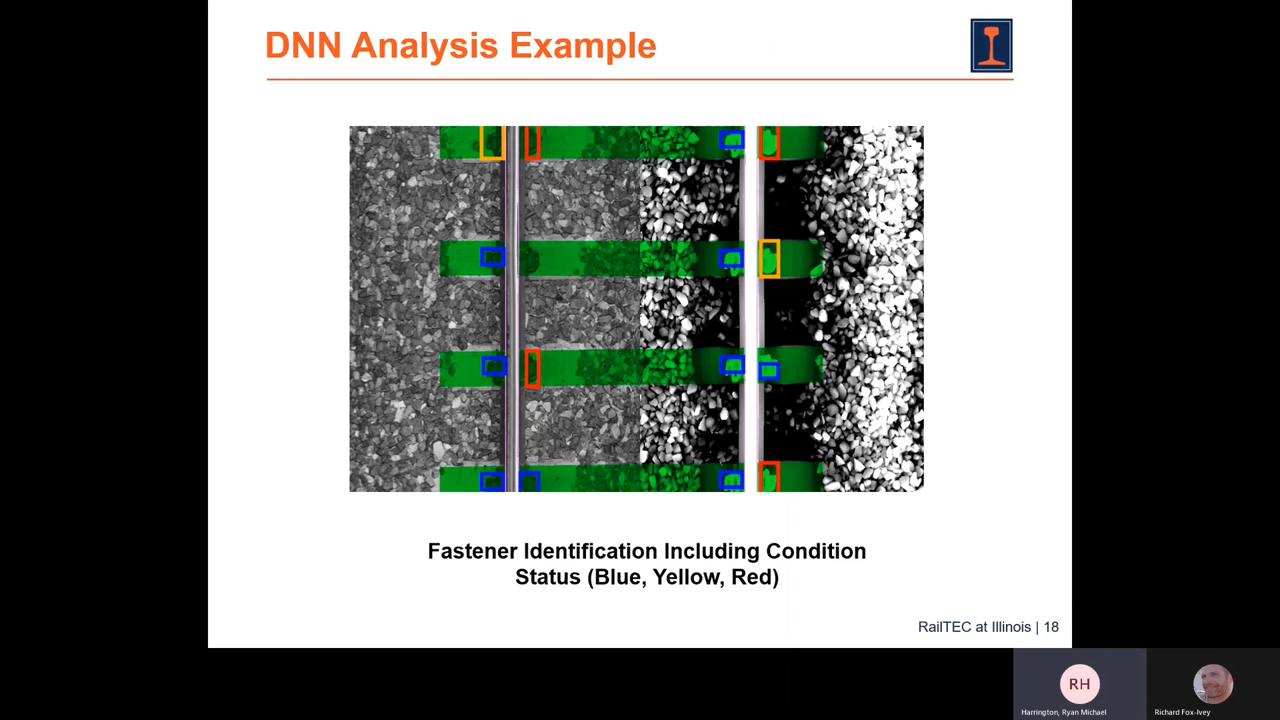 DNN Analysis Example
Fastener Identification Including Condition
Status (Blue, Yellow, Red)
RailTEC at Illinois | 18
RH
Harrington, Ryan Michael
Richard Fox-Ivey